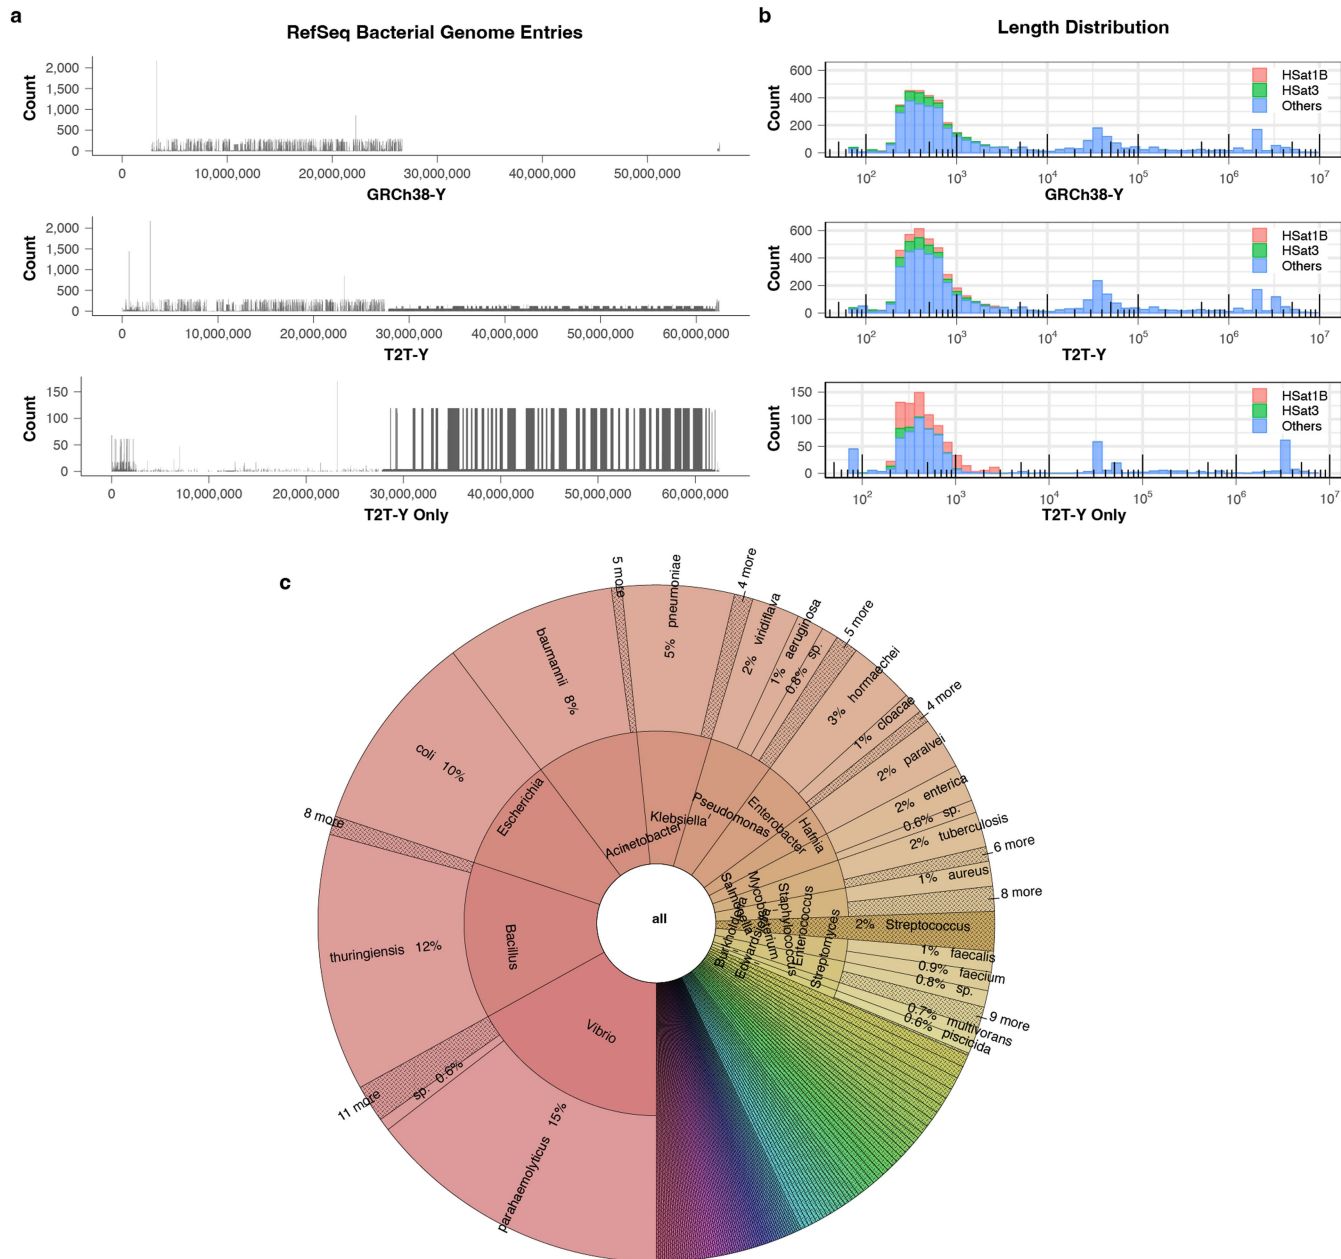 a
RefSeq Bacterial Genome Entries
Count
2,000
1,500
1,000
500
0
0
10,000,000
20,000,000
30,000,000
40,000,000
50,000,000
GRCh38-Y
Count
2,000
1,500
1,000
500
0
0
10,000,000
20,000,000
30,000,000
40,000,000
50,000,000
60,000,000
T2T-Y
Count
150
100
50
0
0
10,000,000
20,000,000
30,000,000
40,000,000
50,000,000
60,000,000
T2T-Y Only
b
Length Distribution
Count
600
400
200
0
HSat1B
HSat3
Others
10²
10³
10⁴
10⁵
10⁶
10⁷
GRCh38-Y
Count
600
400
200
0
HSat1B
HSat3
Others
10²
10³
10⁴
10⁵
10⁶
10⁷
T2T-Y
Count
150
100
50
0
HSat1B
HSat3
Others
10²
10³
10⁴
10⁵
10⁶
10⁷
T2T-Y Only
c
all
Vibrio
Bacillus
Escherichia
Acinetobacter
Klebsiella
Pseudomonas
Enterobacter
Hafnia
Salmonella
Mycobacterium
Staphylococcus
Enterococcus
Streptomyces
Burkholderia
parahaemolyticus 15%
sp. 0.6%
11 more
thuringiensis 12%
8 more
coli 10%
baumannii 8%
5 more
5% pneumoniae
4 more
2% viridiflava
1% aeruginosa
0.8% sp.
5 more
3% hormaechei
1% cloacae
4 more
2% paralvei
2% enterica
0.6% sp.
2% tuberculosis
6 more
1% aureus
8 more
2% Streptococcus
1% faecalis
0.9% faecium
0.8% sp.
9 more
0.7% multivorans
0.6% piscicida